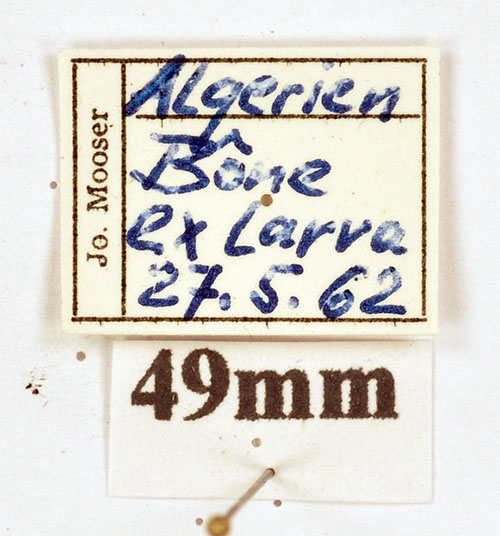 Jo. Mooser
Algerien
Bône
ex Larva
27.5.62
49mm